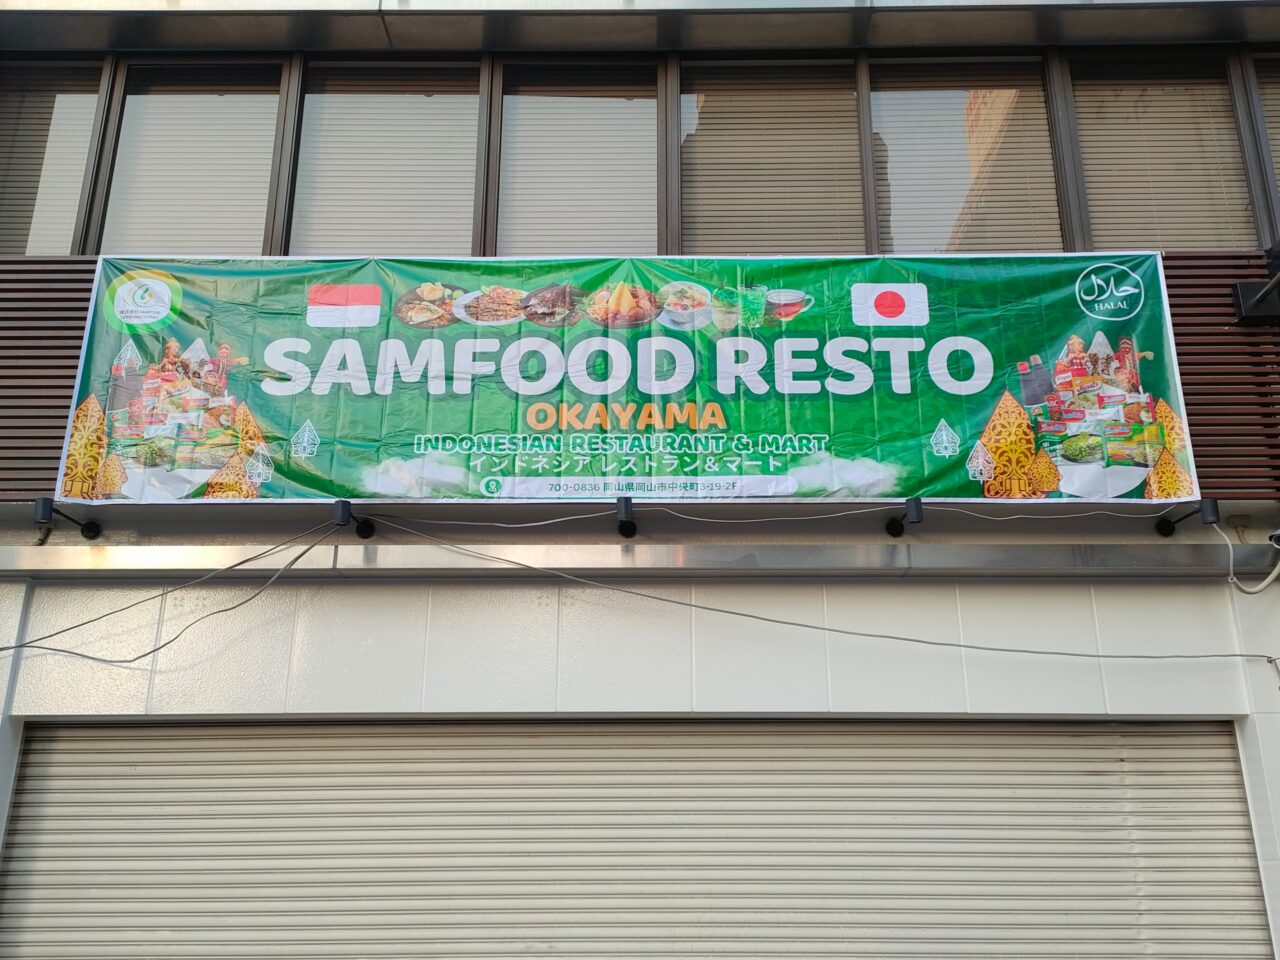 حلال
HALAL
SAMFOOD RESTO
OKAYAMA
INDONESIAN RESTAURANT & MART
インドネシアレストラン&マート
700-0836 岡山県岡山市中央町3-19-2F